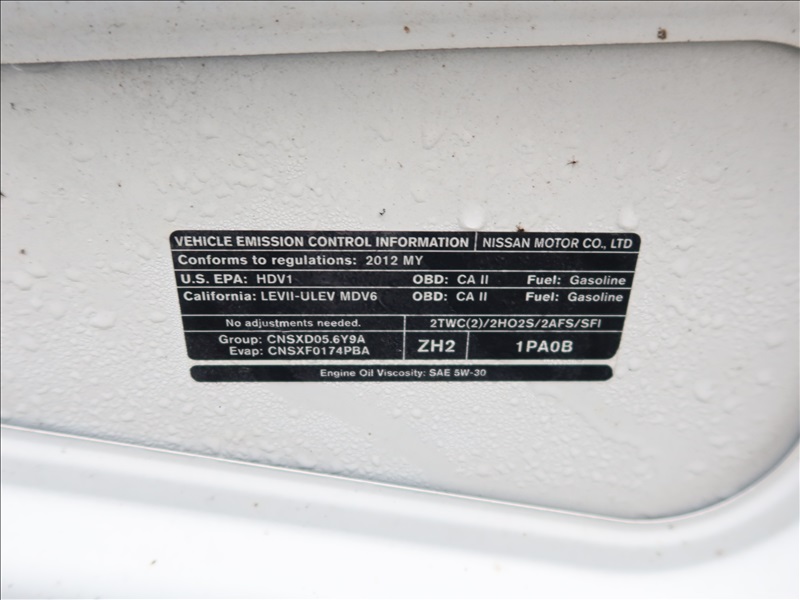 VEHICLE EMISSION CONTROL INFORMATION | NISSAN MOTOR CO., LTD
Conforms to regulations: 2012 MY
U.S. EPA: HDV1 OBD: CA II Fuel: Gasoline
California: LEVII-ULEV MDV6 OBD: CA II Fuel: Gasoline
No adjustments needed. 2TWC(2)/2HO2S/2AFS/SFI
Group: CNSXD05.6Y9A
Evap: CNSXF0174PBA
ZH2 1PA0B
Engine Oil Viscosity: SAE 5W-30